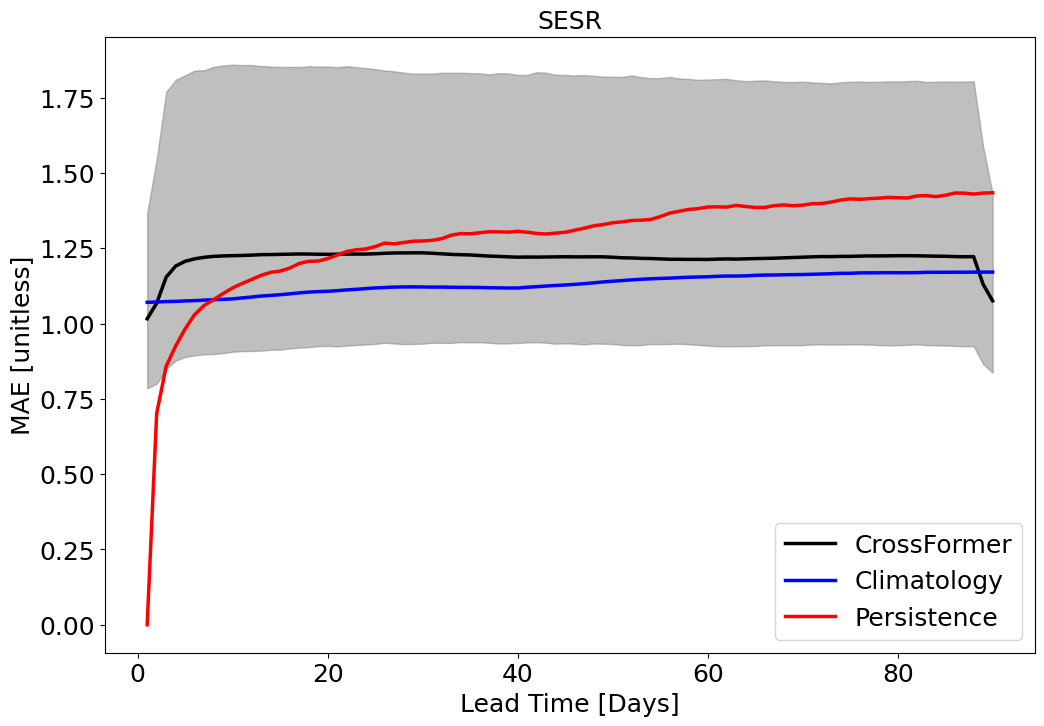 SESR
MAE [unitless]
1.75
1.50
1.25
1.00
0.75
0.50
0.25
0.00
0 20 40 60 80
Lead Time [Days]
CrossFormer
Climatology
Persistence